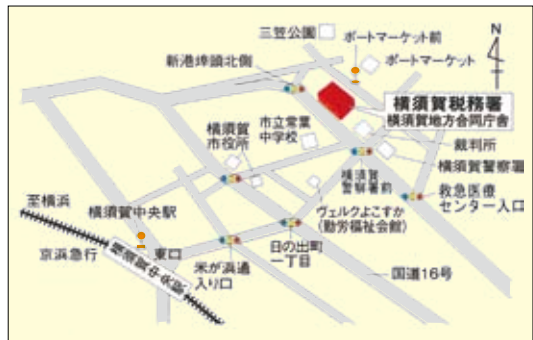 三笠公園
ポートマーケット前
N
新港埠頭北側
ポートマーケット
横須賀税務署
横須賀地方合同庁舎
横須賀
市役所
市立常葉
中学校
裁判所
横須賀警察署
横須賀
警察署前
救急医療
センター入口
至横浜
横須賀中央駅
ヴェルクよこすか
(勤労福祉会館)
京浜急行
東口
横須賀中央駅
米が浜通
入り口
日の出町
一丁目
国道16号